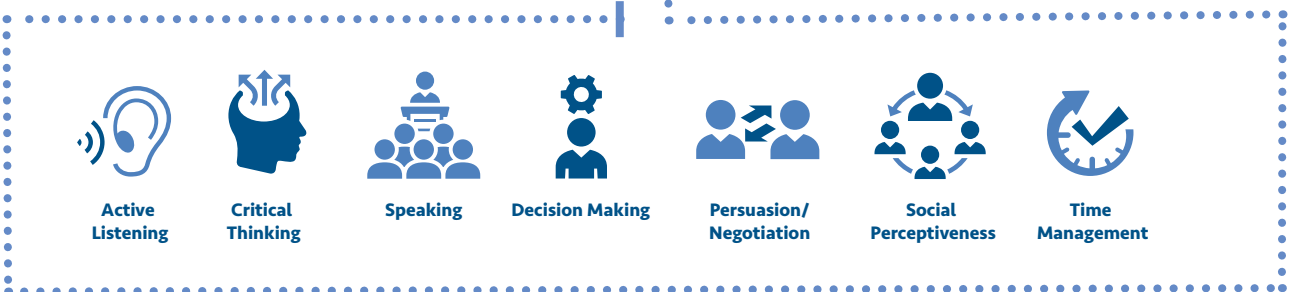 Active
Listening
Critical
Thinking
Speaking
Decision Making
Persuasion/
Negotiation
Social
Perceptiveness
Time
Management